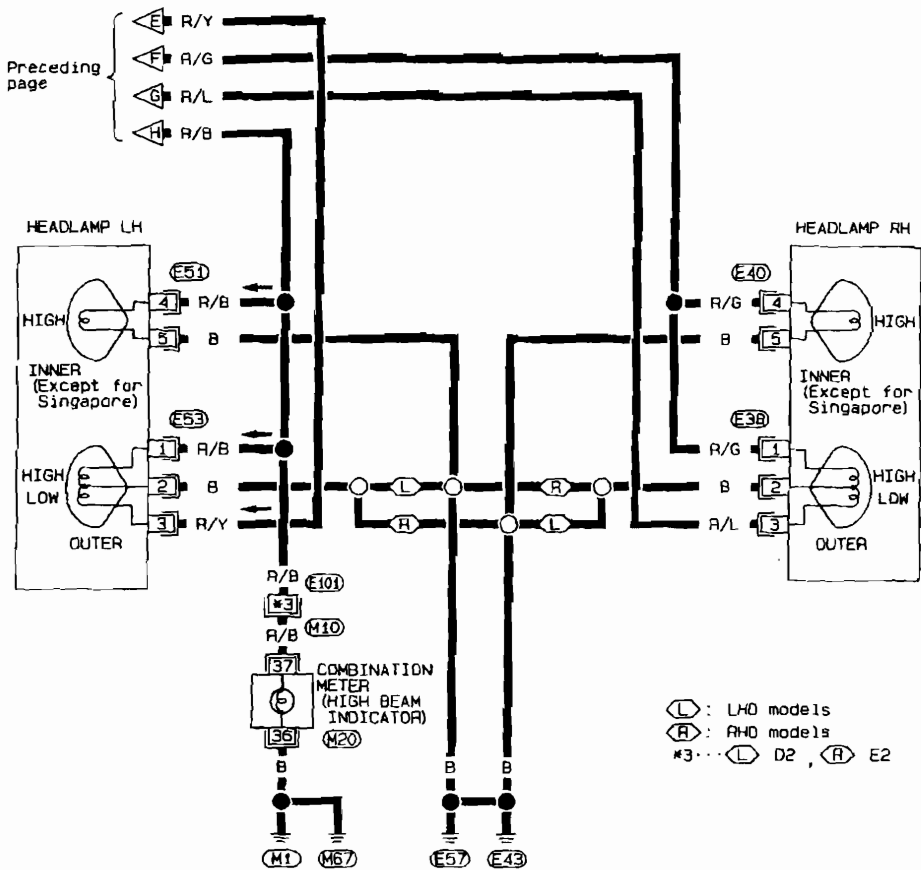 E R/Y
F R/G
Preceding page
G R/L
H R/B
HEADLAMP LH
HEADLAMP RH
E51
E40
HIGH
4 R/B
R/G 4
HIGH
5 B
B 5
INNER
(Except for
Singapore)
INNER
(Except for
Singapore)
E53
E38
1 R/B
R/G 1
HIGH
LOW
2 B
L
R
B 2
HIGH
LOW
3 R/Y
R
L
R/L 3
OUTER
OUTER
R/B E101
*3
R/B M10
37
COMBINATION
METER
(HIGH BEAM
INDICATOR)
36 M20
L : LHD models
R : RHD models
*3... L D2 , R E2
B
B
B
M1
M67
E57
E43